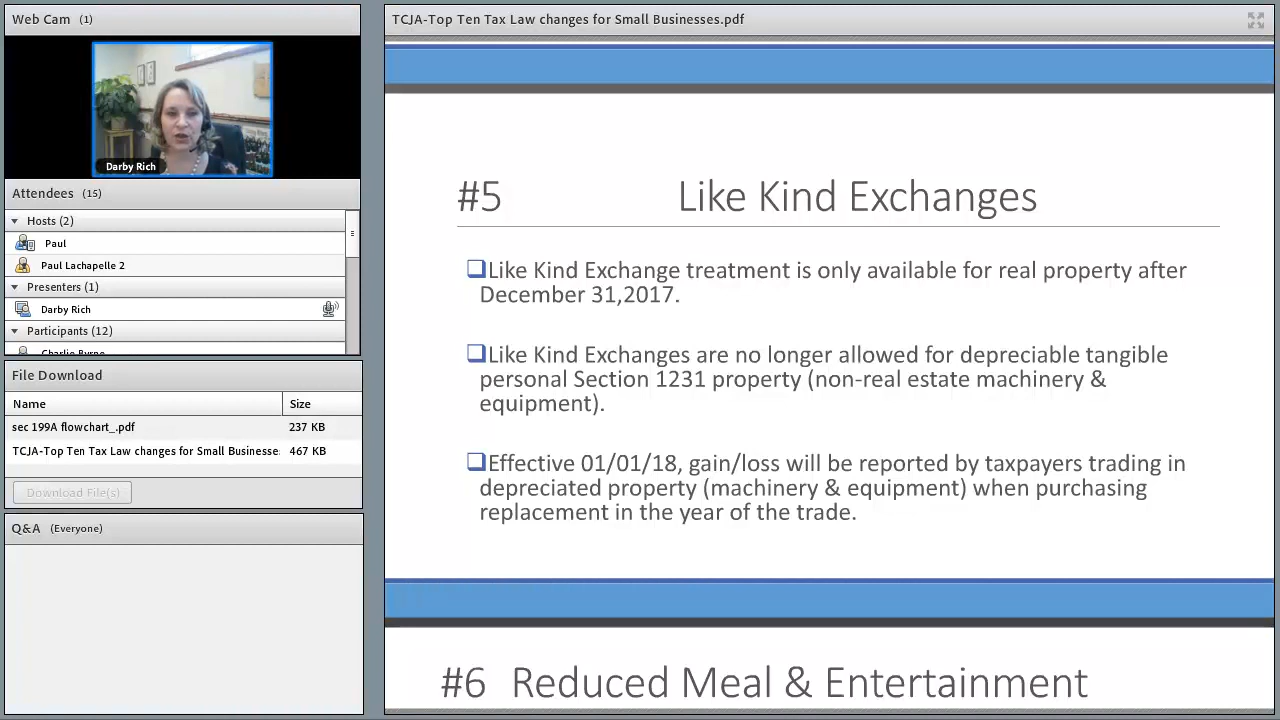 Web Cam (1)
Darby Rich
Attendees (15)
Hosts (2)
Paul
Paul Lachapelle 2
Presenters (1)
Darby Rich
Participants (12)
Charlie Byrne
File Download
Name Size
sec 199A flowchart_.pdf 237 KB
TCJA-Top Ten Tax Law changes for Small Businesse 467 KB
Download File(s)
Q&A (Everyone)
TCJA-Top Ten Tax Law changes for Small Businesses.pdf
#5 Like Kind Exchanges
Like Kind Exchange treatment is only available for real property after
December 31,2017.
Like Kind Exchanges are no longer allowed for depreciable tangible
personal Section 1231 property (non-real estate machinery &
equipment).
Effective 01/01/18, gain/loss will be reported by taxpayers trading in
depreciated property (machinery & equipment) when purchasing
replacement in the year of the trade.
#6 Reduced Meal & Entertainment